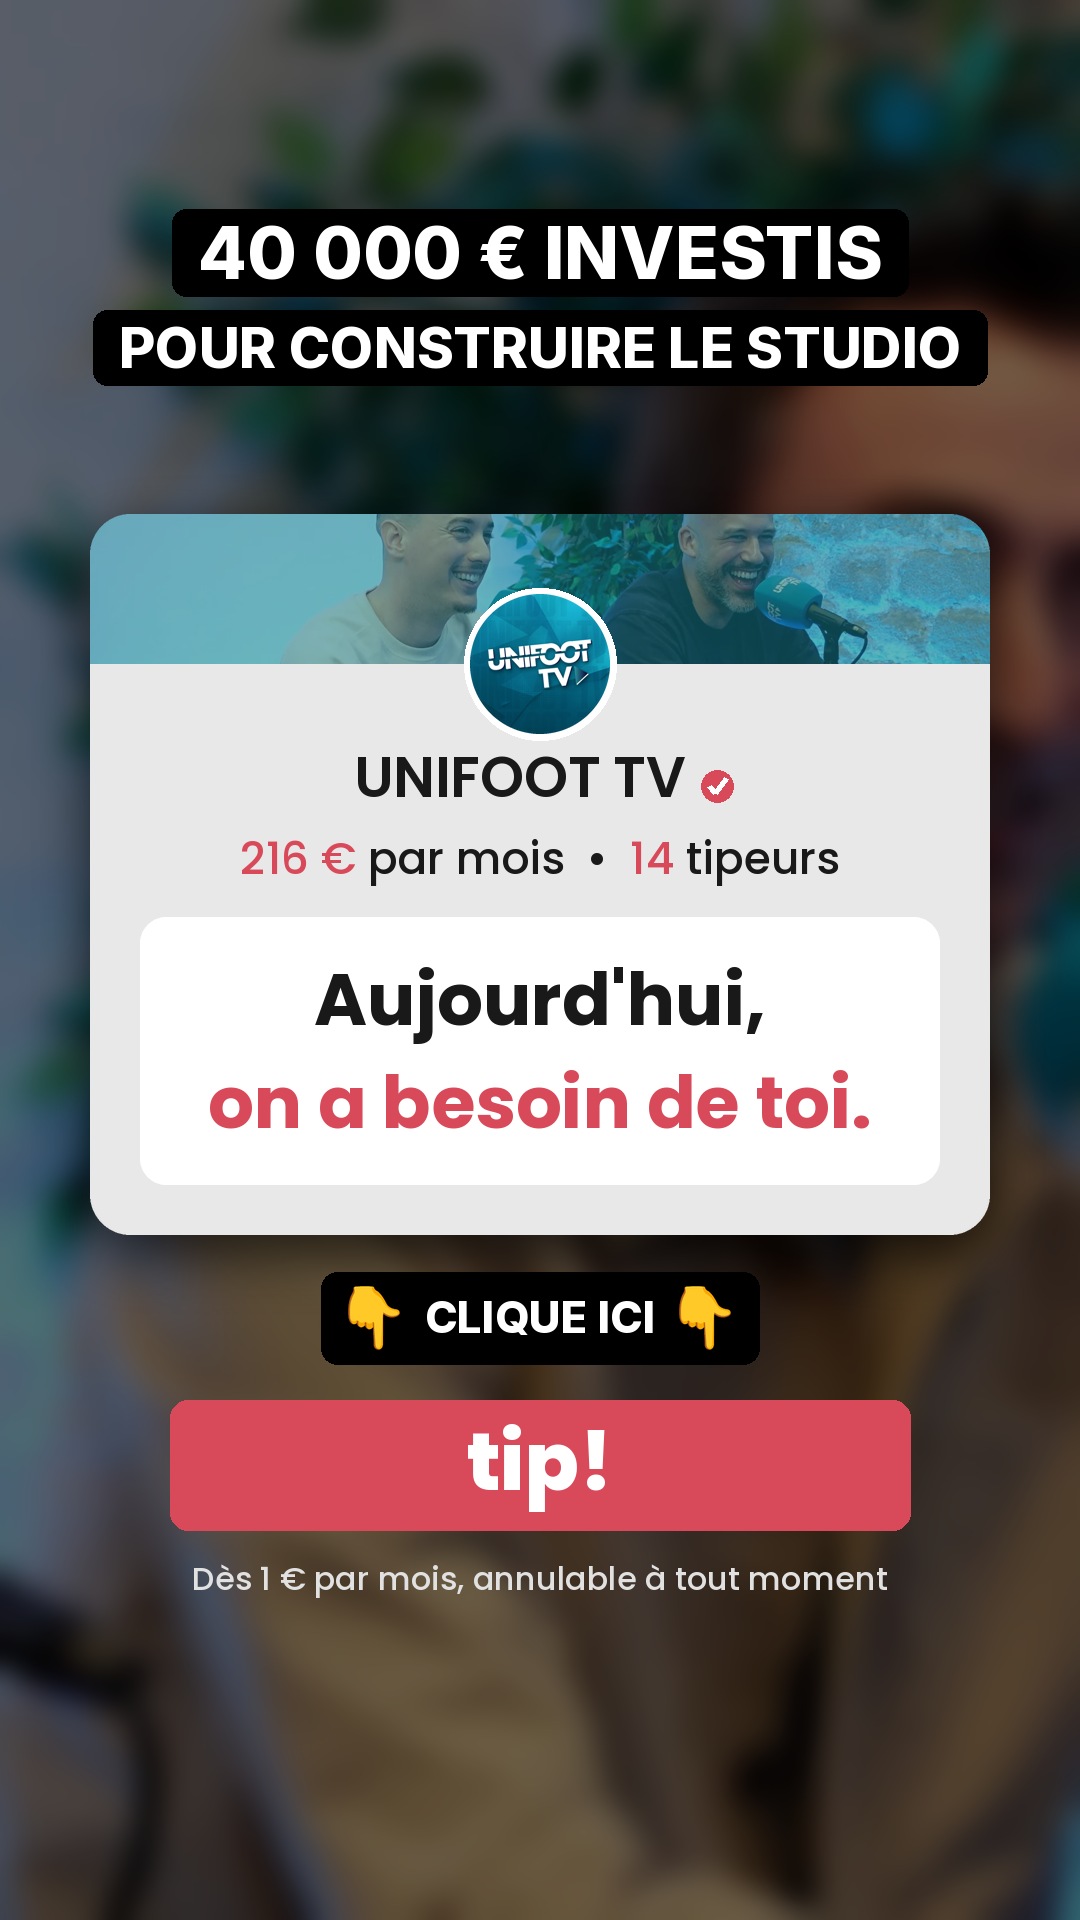 40 000 € INVESTIS
POUR CONSTRUIRE LE STUDIO
UNIFOOT
TV
UNIFOOT TV
216 € par mois • 14 tipeurs
Aujourd'hui,
on a besoin de toi.
👇 CLIQUE ICI 👇
tip!
Dès 1 € par mois, annulable à tout moment